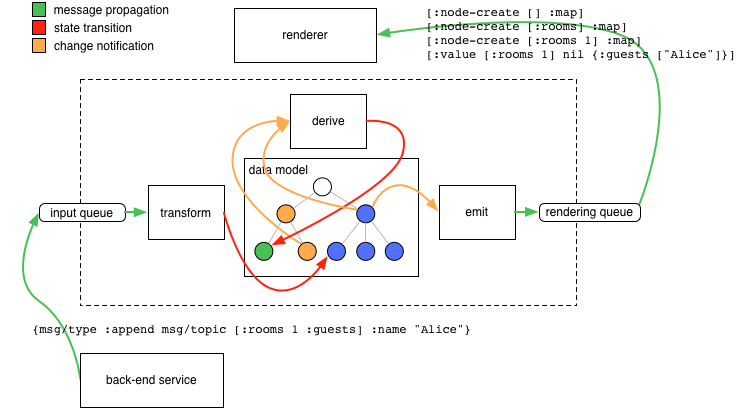 message propagation
state transition
change notification
renderer
[:node-create [] :map]
[:node-create [:rooms] :map]
[:node-create [:rooms 1] :map]
[:value [:rooms 1] nil {:guests ["Alice"]}]
derive
data model
input queue
transform
emit
rendering queue
{msg/type :append msg/topic [:rooms 1 :guests] :name "Alice"}
back-end service